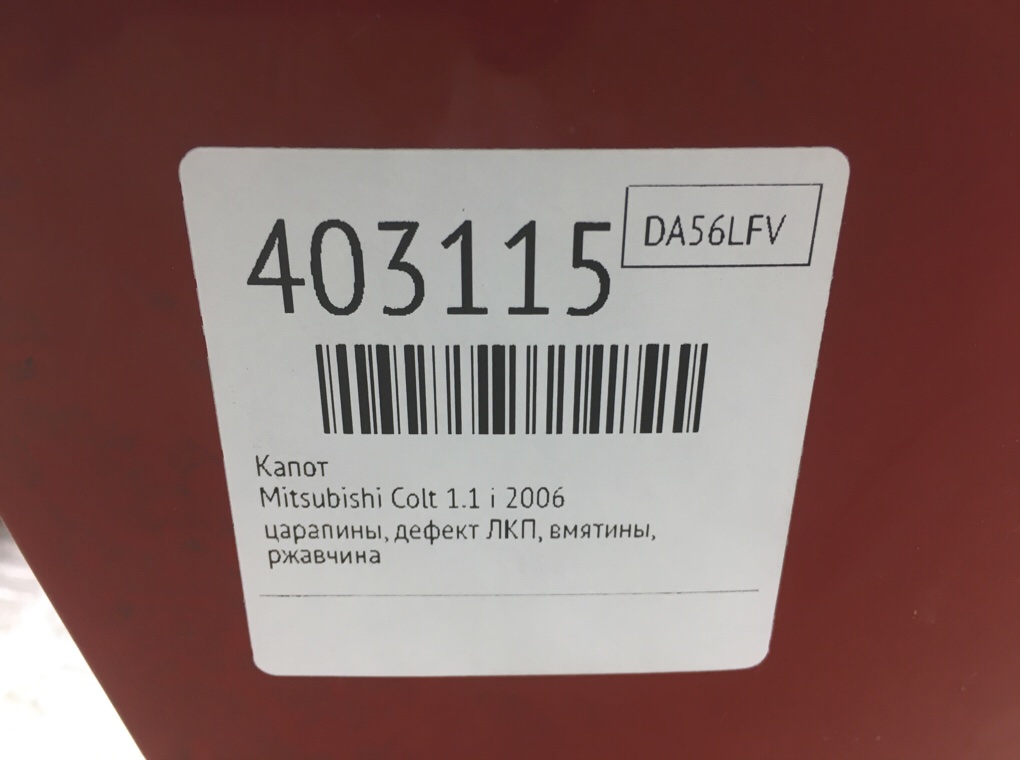 403115
DA56LFV
Капот
Mitsubishi Colt 1.1 i 2006
царапины, дефект ЛКП, вмятины,
ржавчина